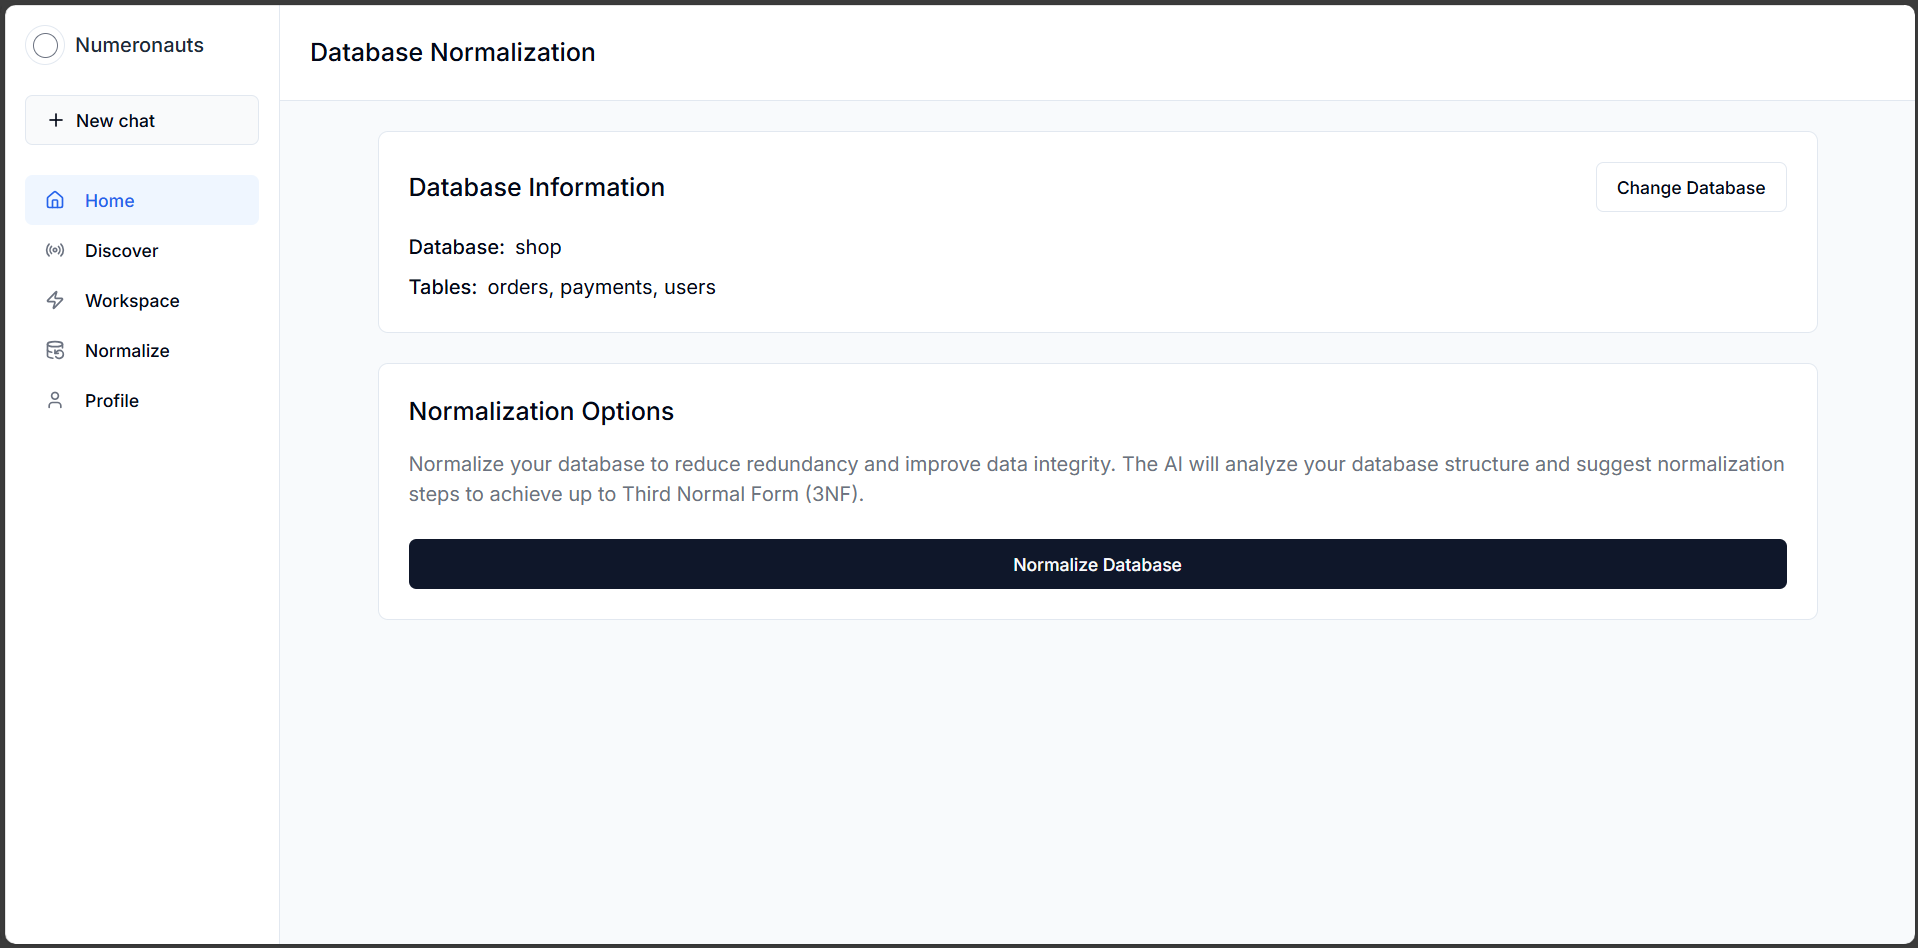 Numeronauts
New chat
Home
Discover
Workspace
Normalize
Profile
Database Normalization
Database Information
Change Database
Database: shop
Tables: orders, payments, users
Normalization Options
Normalize your database to reduce redundancy and improve data integrity. The AI will analyze your database structure and suggest normalization
steps to achieve up to Third Normal Form (3NF).
Normalize Database